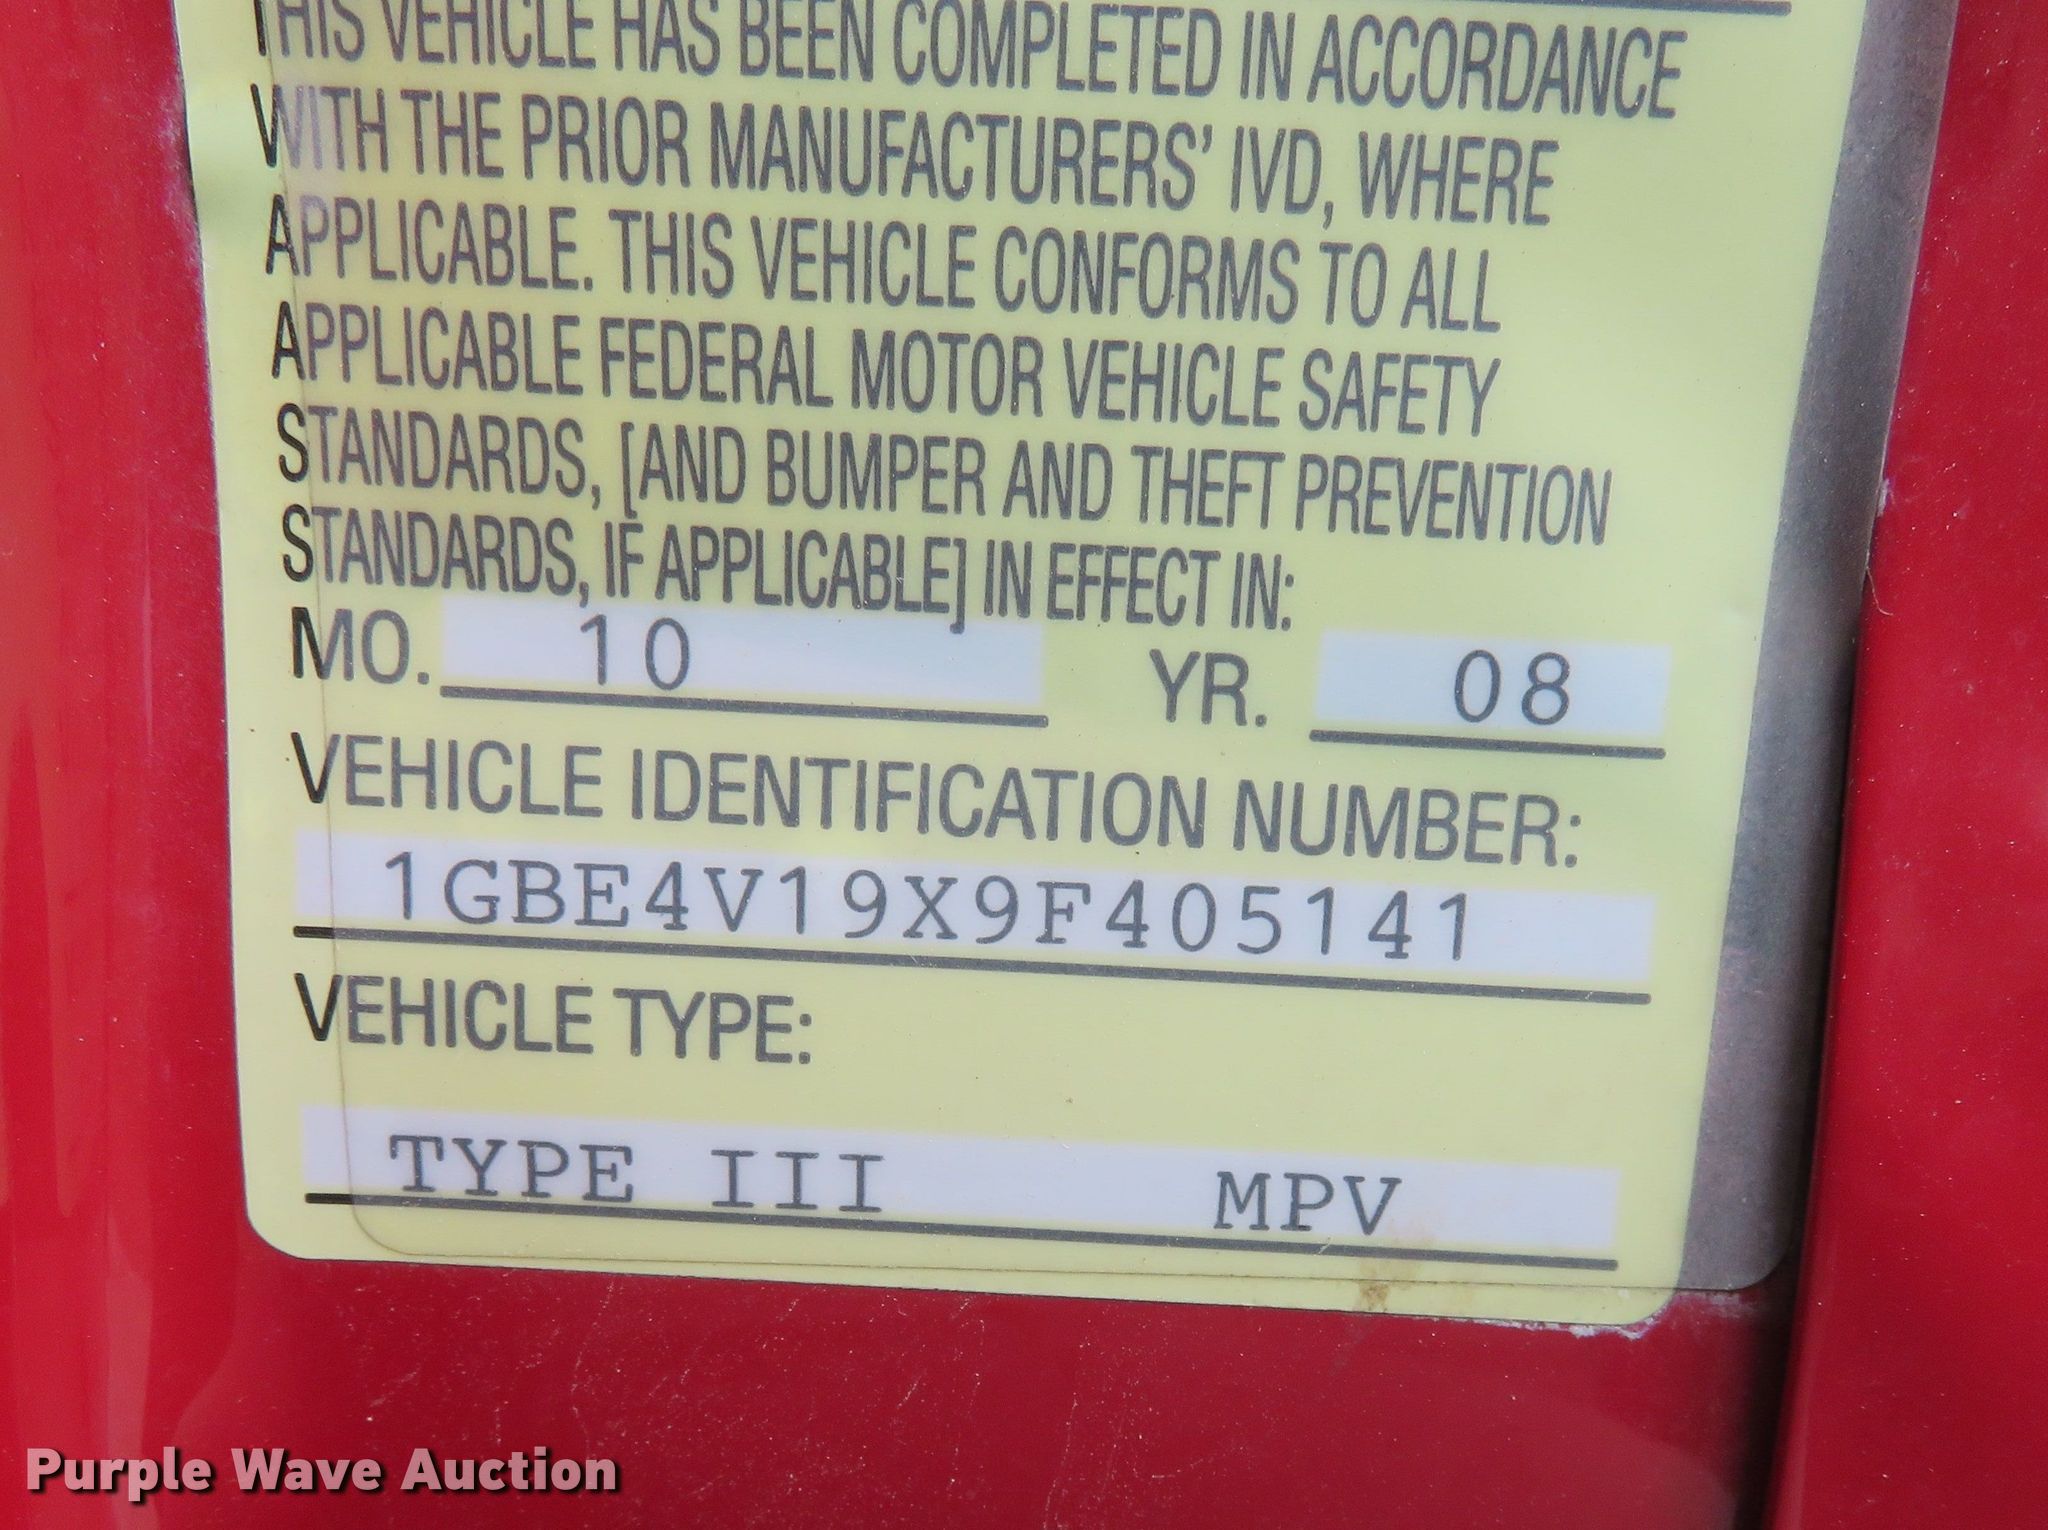 THIS VEHICLE HAS BEEN COMPLETED IN ACCORDANCE
WITH THE PRIOR MANUFACTURERS' IVD, WHERE
APPLICABLE. THIS VEHICLE CONFORMS TO ALL
APPLICABLE FEDERAL MOTOR VEHICLE SAFETY
STANDARDS, [AND BUMPER AND THEFT PREVENTION
STANDARDS, IF APPLICABLE] IN EFFECT IN:
MO. 10 YR. 08
VEHICLE IDENTIFICATION NUMBER:
1GBE4V19X9F405141
VEHICLE TYPE:
TYPE III MPV
Purple Wave Auction